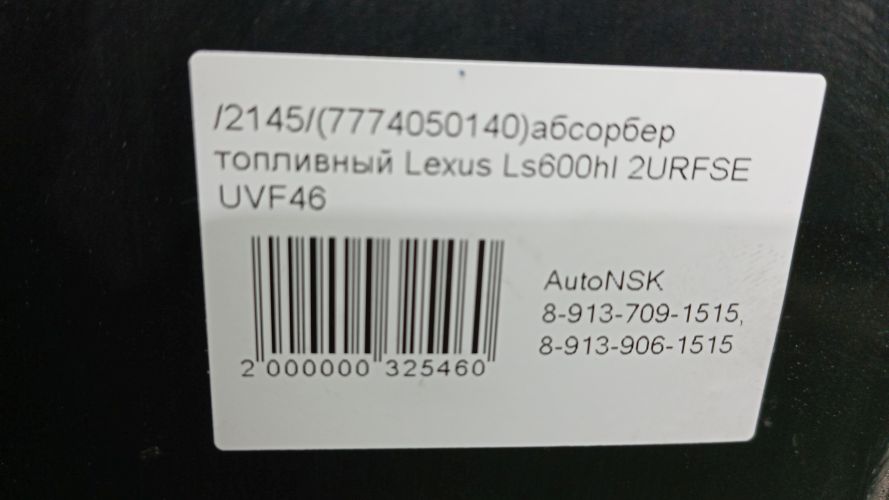 /2145/(7774050140)абсорбер
топливный Lexus Ls600hl 2URFSE
UVF46
AutoNSK
8-913-709-1515,
8-913-906-1515
2 000000 325460